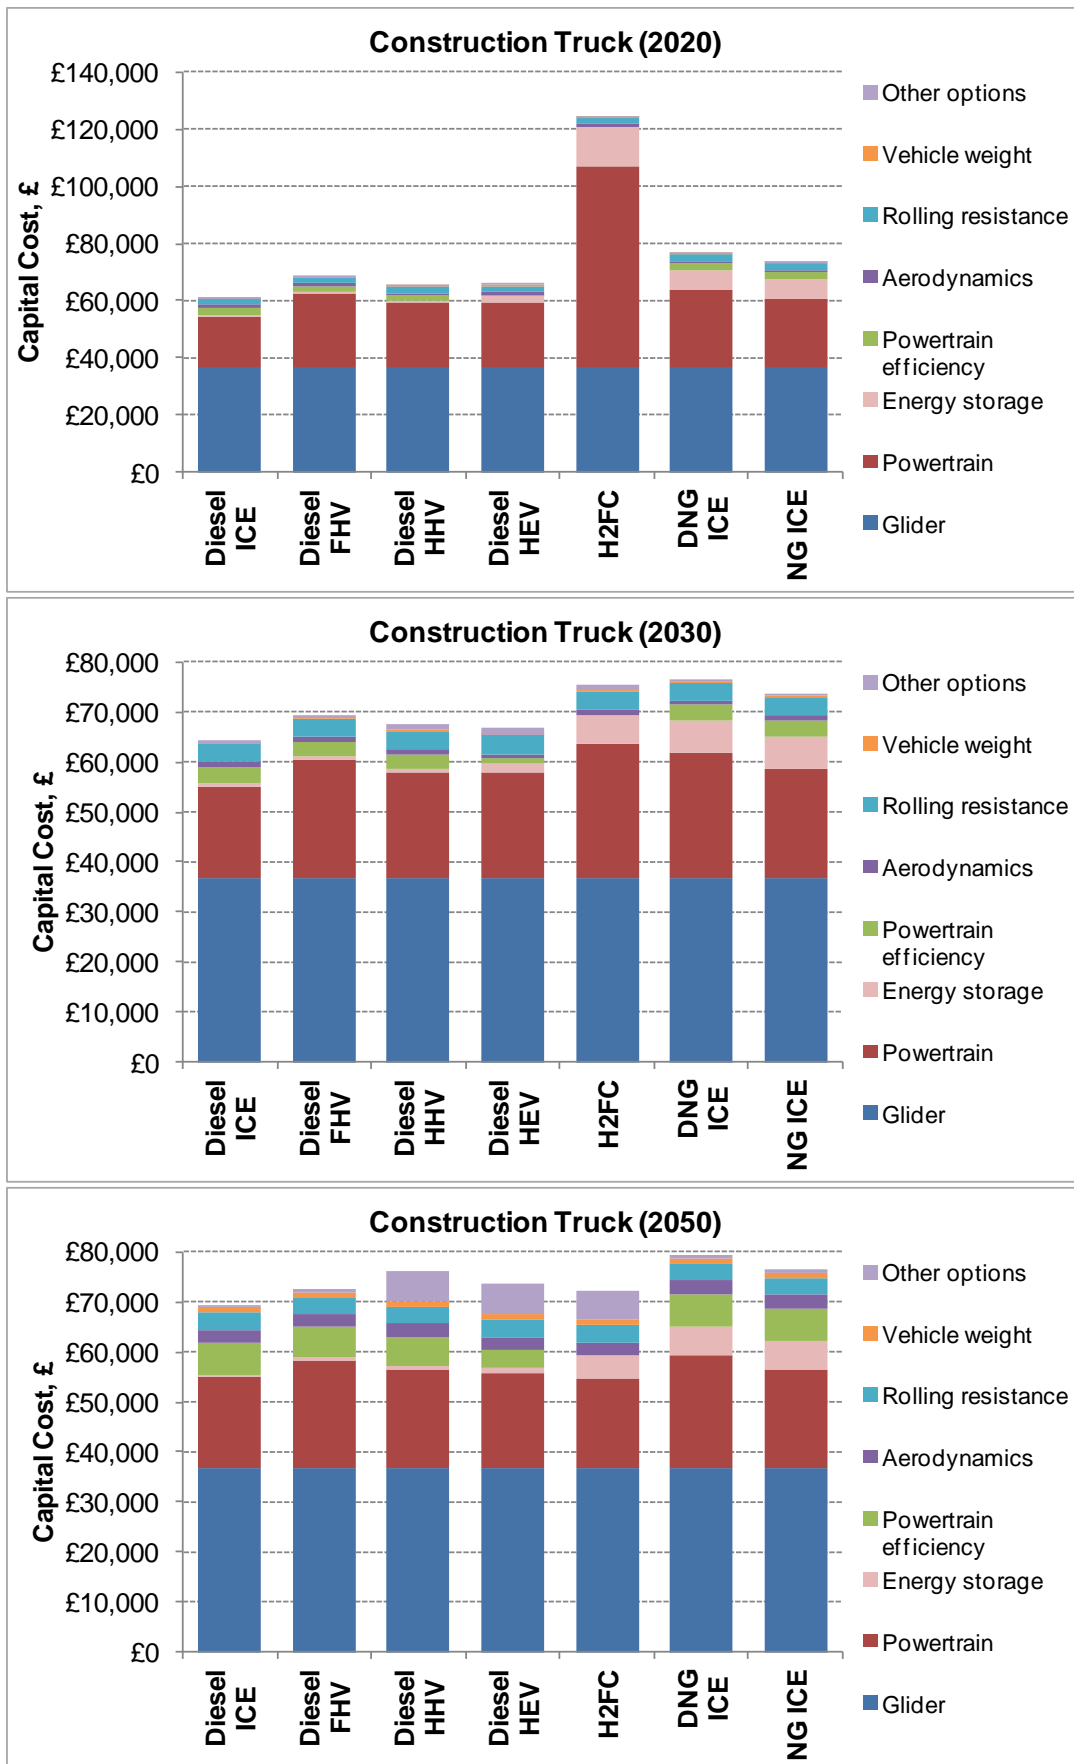 Construction Truck (2020)
Capital Cost, £
£140,000
£120,000
£100,000
£80,000
£60,000
£40,000
£20,000
£0
Diesel
ICE
Diesel
FHV
Diesel
HHV
Diesel
HEV
H2FC
DNG
ICE
NG ICE
Other options
Vehicle weight
Rolling resistance
Aerodynamics
Powertrain
efficiency
Energy storage
Powertrain
Glider
Construction Truck (2030)
Capital Cost, £
£80,000
£70,000
£60,000
£50,000
£40,000
£30,000
£20,000
£10,000
£0
Diesel
ICE
Diesel
FHV
Diesel
HHV
Diesel
HEV
H2FC
DNG
ICE
NG ICE
Other options
Vehicle weight
Rolling resistance
Aerodynamics
Powertrain
efficiency
Energy storage
Powertrain
Glider
Construction Truck (2050)
Capital Cost, £
£80,000
£70,000
£60,000
£50,000
£40,000
£30,000
£20,000
£10,000
£0
Diesel
ICE
Diesel
FHV
Diesel
HHV
Diesel
HEV
H2FC
DNG
ICE
NG ICE
Other options
Vehicle weight
Rolling resistance
Aerodynamics
Powertrain
efficiency
Energy storage
Powertrain
Glider